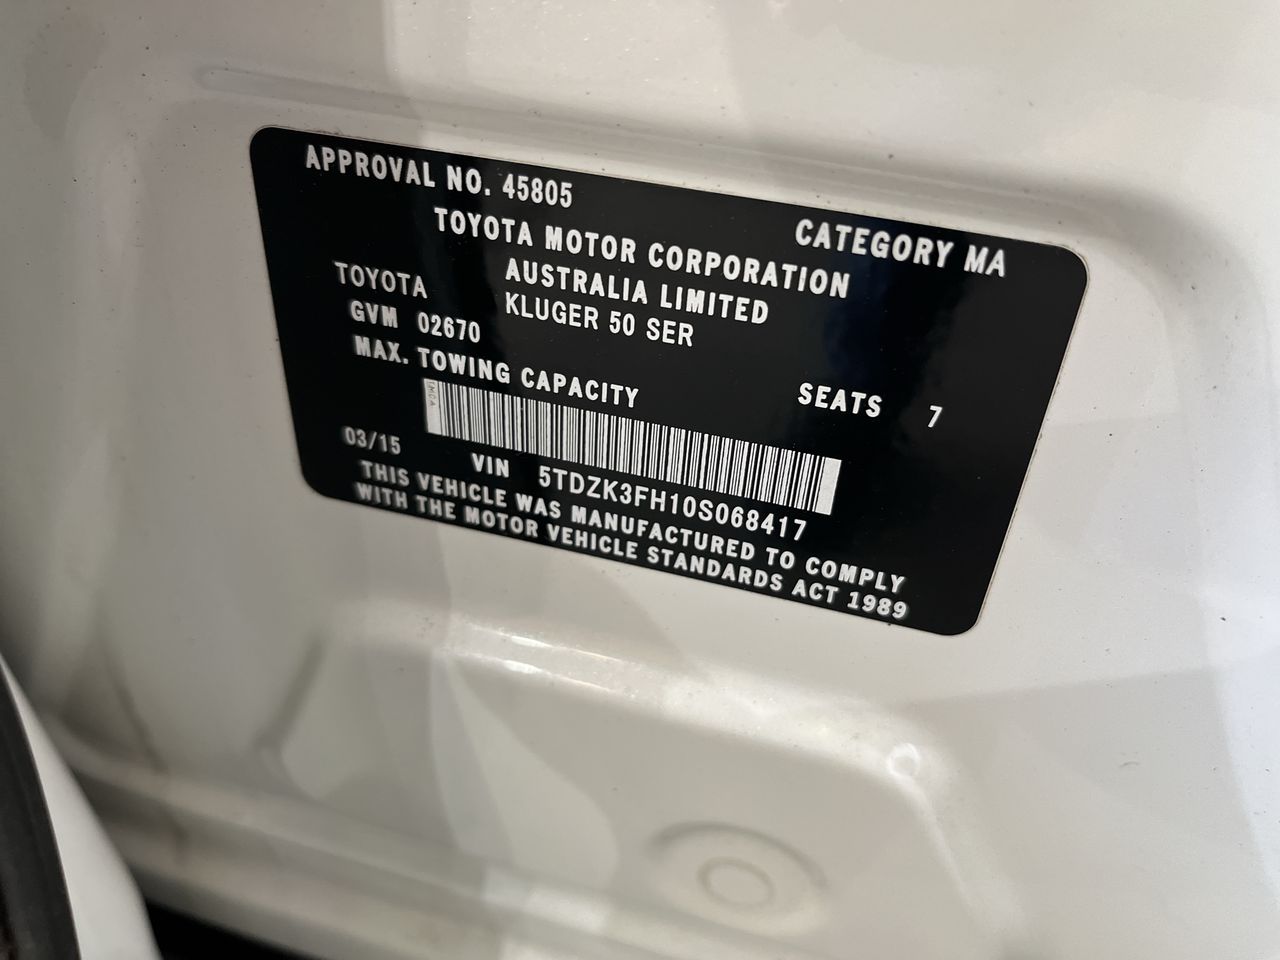 APPROVAL NO. 45805
CATEGORY MA
TOYOTA MOTOR CORPORATION
AUSTRALIA LIMITED
TOYOTA KLUGER 50 SER
GVM 02670
MAX. TOWING CAPACITY
SEATS 7
IMCA
03/15
VIN 5TDZK3FH10S068417
THIS VEHICLE WAS MANUFACTURED TO COMPLY
WITH THE MOTOR VEHICLE STANDARDS ACT 1989